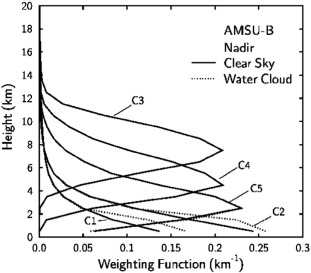 20
18
16
14
12
10
8
6
4
2
0
Height (km)
AMSU-B
Nadir
Clear Sky
Water Cloud
C3
C4
C5
C2
C1
0.0 0.05 0.1 0.15 0.2 0.25 0.3
Weighting Function (km-1)